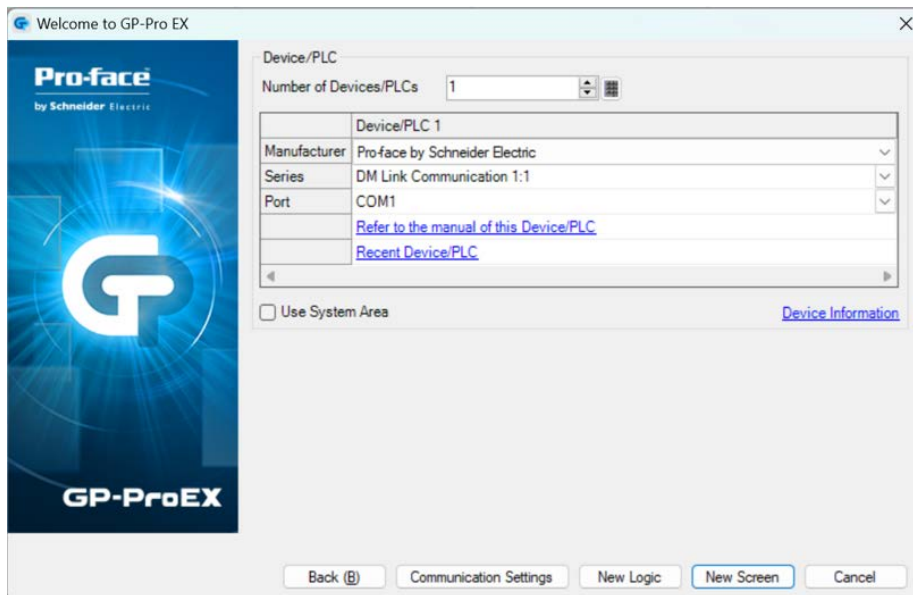 Welcome to GP-Pro EX
Pro-face
by Schneider Electric
GP-ProEX
Device/PLC
Number of Devices/PLCs 1
Device/PLC 1
Manufacturer Pro-face by Schneider Electric
Series DM Link Communication 1:1
Port COM1
Refer to the manual of this Device/PLC
Recent Device/PLC
Use System Area Device Information
Back (B) Communication Settings New Logic New Screen Cancel